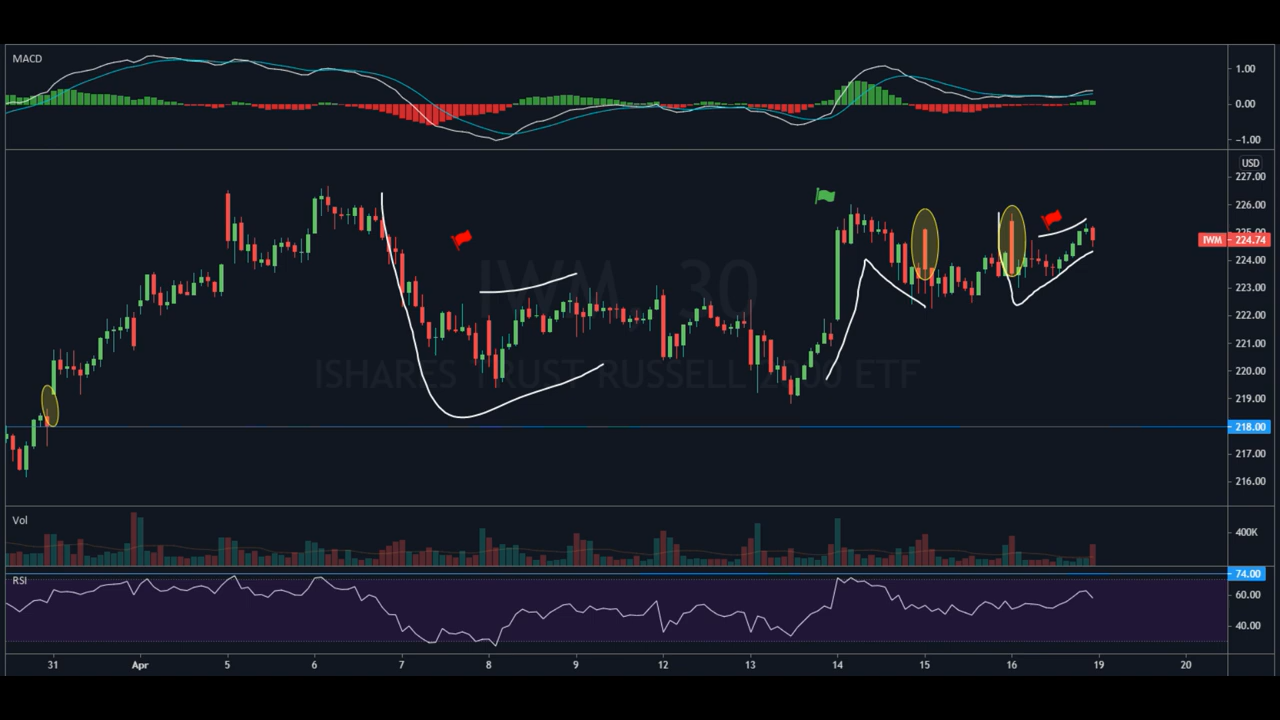 MACD
1.00
0.00
−1.00
USD
227.00
226.00
225.00
IWM 224.74
224.00
223.00
222.00
221.00
220.00
219.00
218.00
217.00
216.00
IWM, 30
ISHARES TRUST RUSSELL 2000 ETF
Vol
400K
RSI
74.00
60.00
40.00
31 Apr 5 6 7 8 9 12 13 14 15 16 19 20